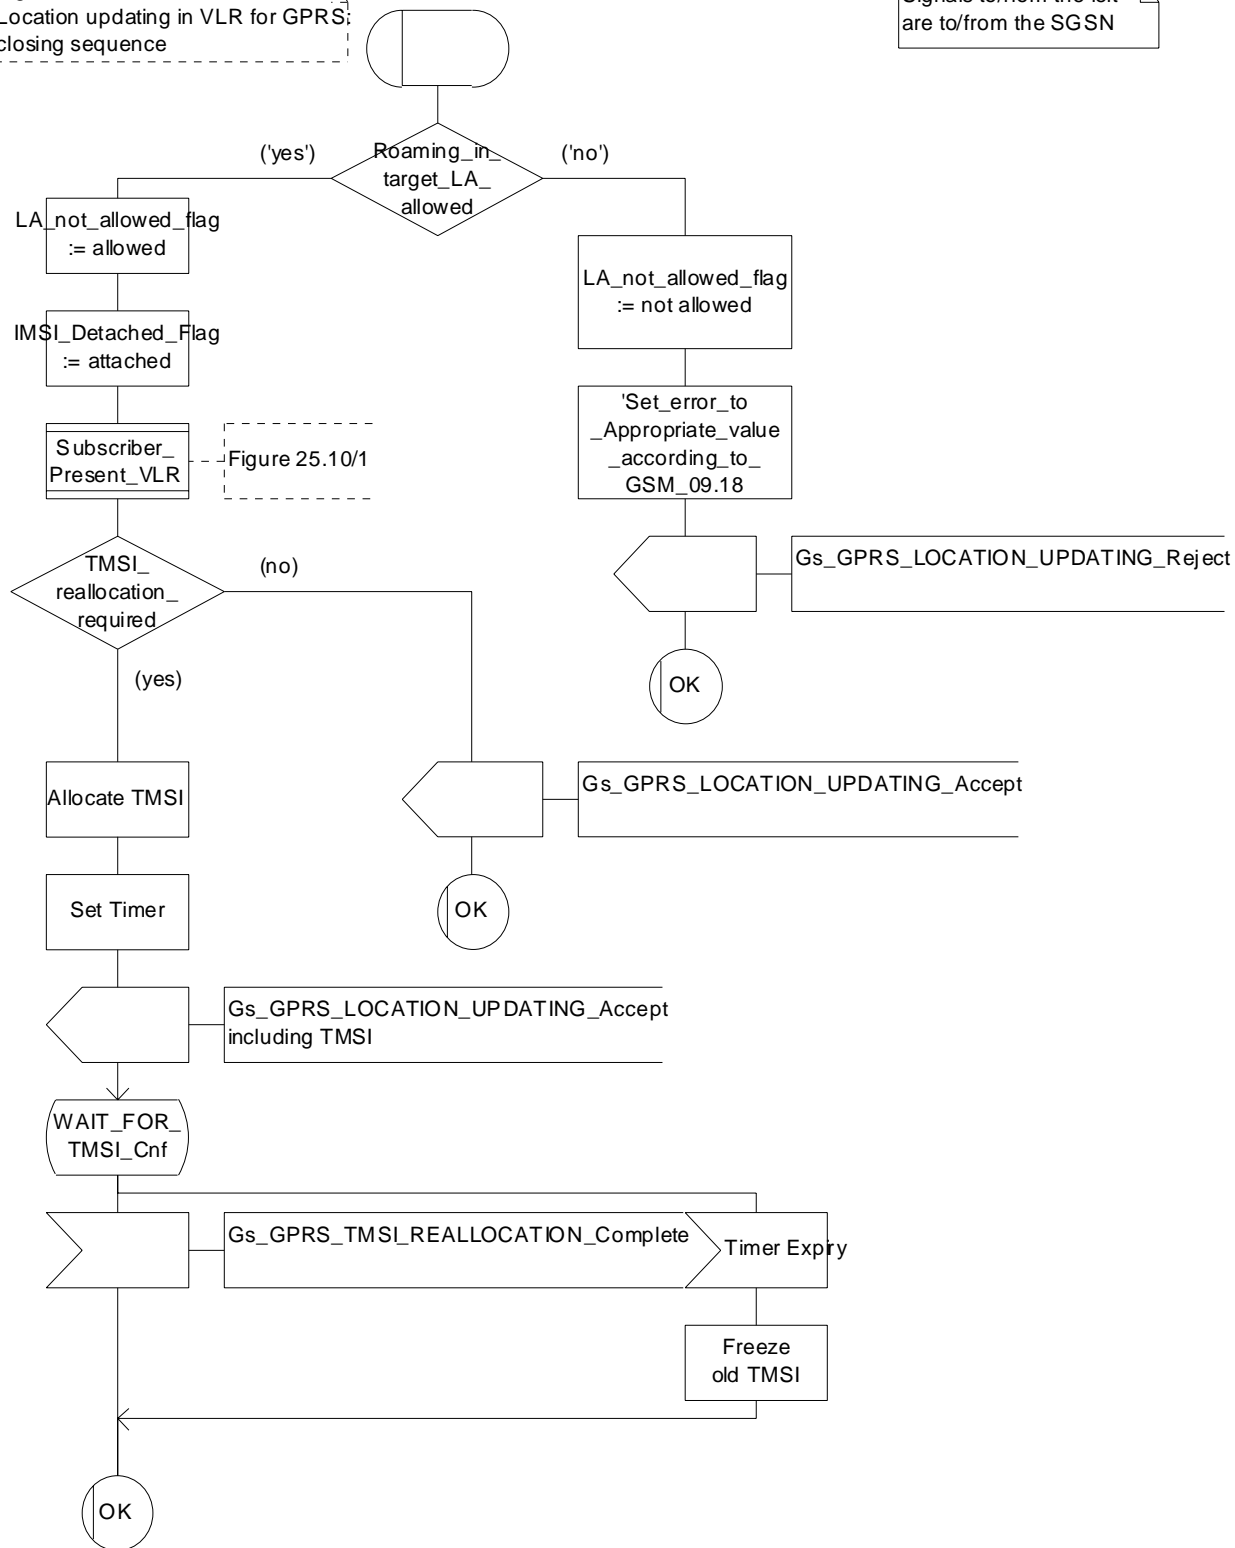 Location updating in VLR for GPRS:
closing sequence
are to/from the SGSN
('yes')
Roaming_in_
target_LA_
allowed
('no')
LA_not_allowed_flag
:= allowed
LA_not_allowed_flag
:= not allowed
IMSI_Detached_Flag
:= attached
'Set_error_to
_Appropriate_value
_according_to_
GSM_09.18
Subscriber_
Present_VLR
Figure 25.10/1
Gs_GPRS_LOCATION_UPDATING_Reject
TMSI_
reallocation_
required
(no)
(yes)
OK
Allocate TMSI
Gs_GPRS_LOCATION_UPDATING_Accept
Set Timer
OK
Gs_GPRS_LOCATION_UPDATING_Accept
including TMSI
WAIT_FOR_
TMSI_Cnf
Gs_GPRS_TMSI_REALLOCATION_Complete
Timer Expiry
Freeze
old TMSI
OK